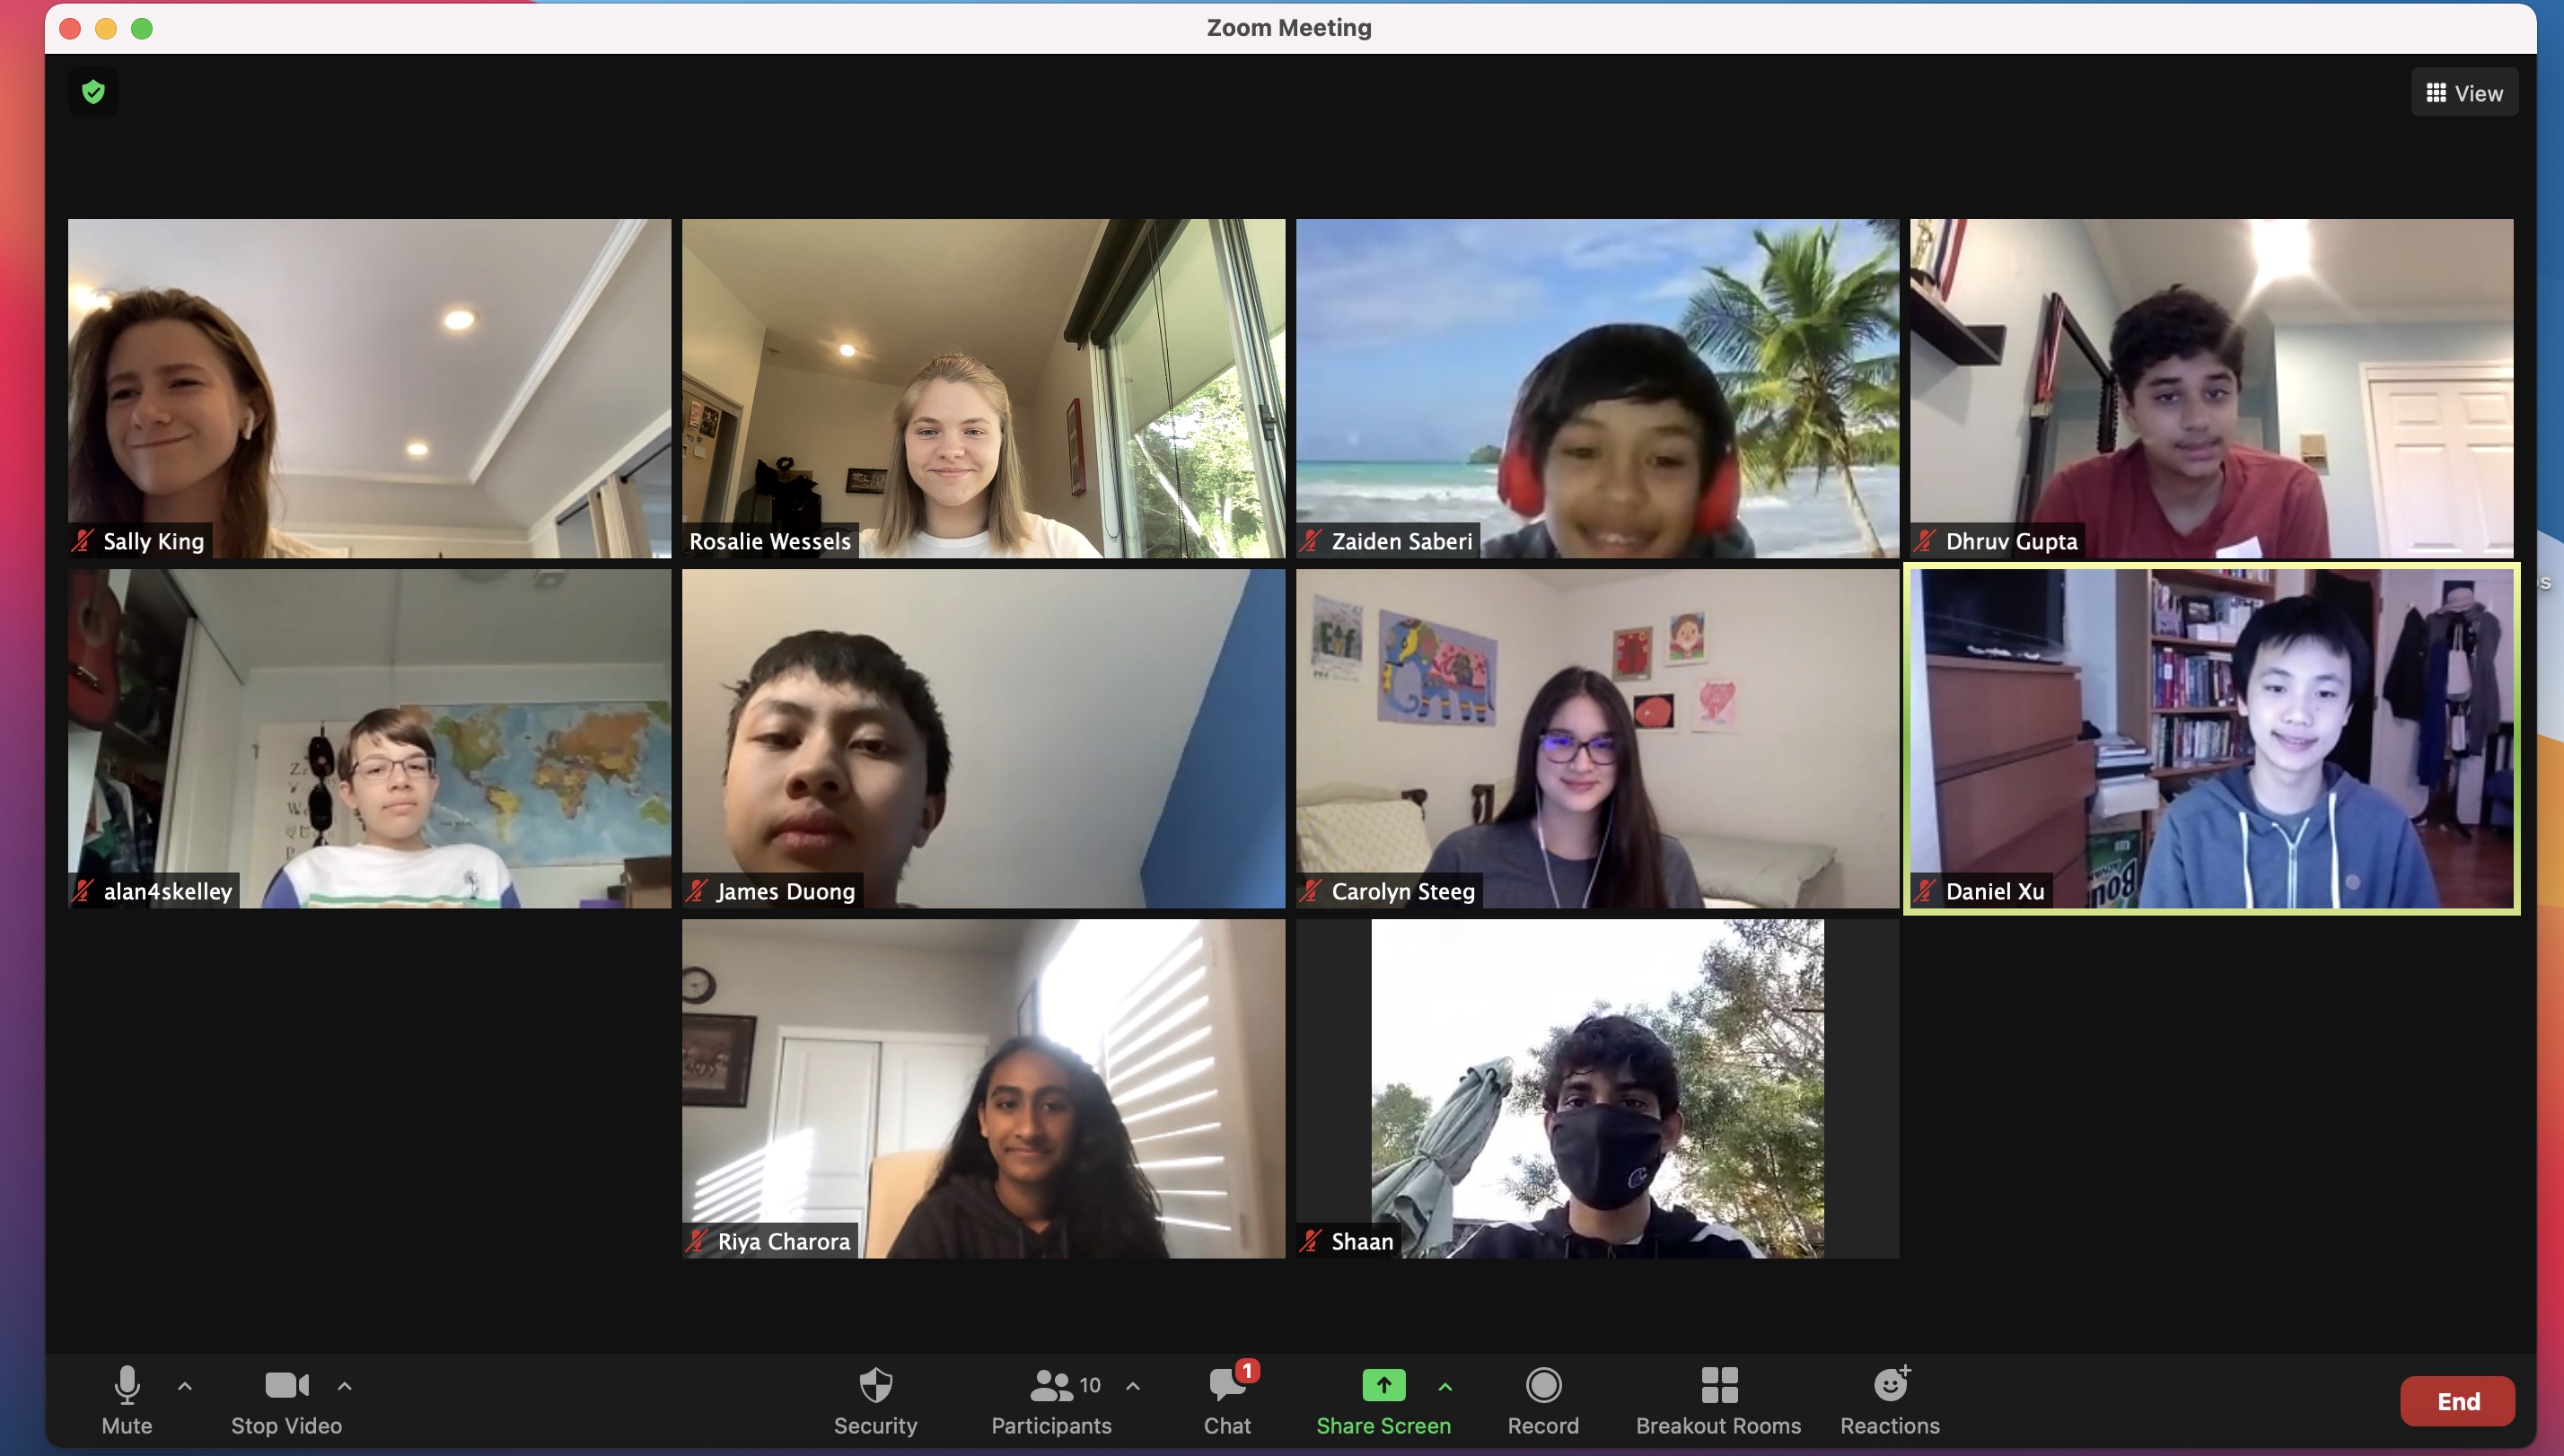 Zoom Meeting
View
Sally King
Rosalie Wessels
Zaiden Saberi
Dhruv Gupta
alan4skelley
James Duong
Carolyn Steeg
Daniel Xu
Riya Charora
Shaan
Mute
Stop Video
Security
10
Participants
1
Chat
Share Screen
Record
Breakout Rooms
Reactions
End